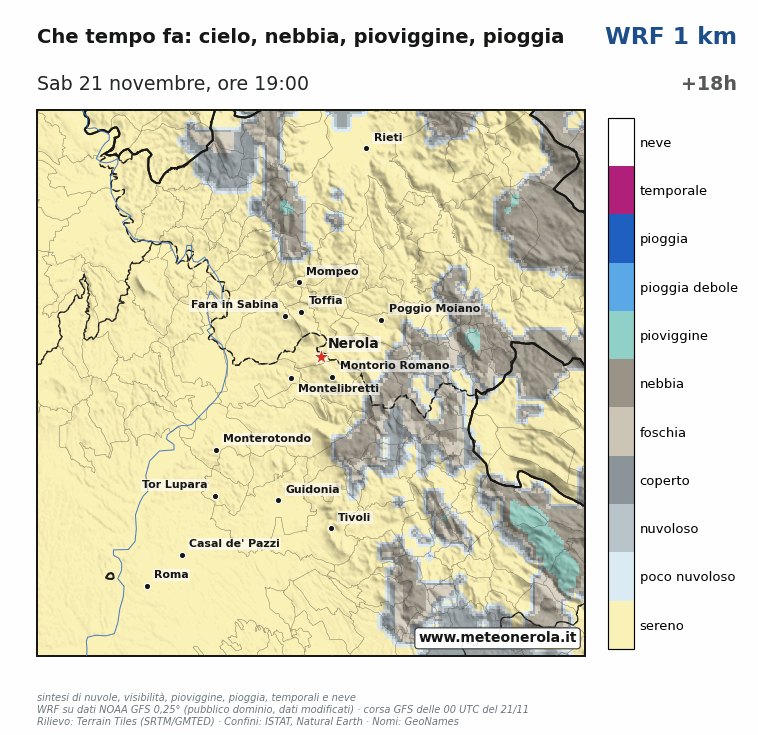 Che tempo fa: cielo, nebbia, pioviggine, pioggia
WRF 1 km
Sab 21 novembre, ore 19:00
+18h
Rieti
Mompeo
Toffia
Fara in Sabina
Poggio Moiano
Nerola
Montorio Romano
Montelibretti
Monterotondo
Tor Lupara
Guidonia
Tivoli
Casal de' Pazzi
Roma
www.meteonerola.it
neve
temporale
pioggia
pioggia debole
pioviggine
nebbia
foschia
coperto
nuvoloso
poco nuvoloso
sereno
sintesi di nuvole, visibilità, pioviggine, pioggia, temporali e neve
WRF su dati NOAA GFS 0,25° (pubblico dominio, dati modificati) · corsa GFS delle 00 UTC del 21/11
Rilievo: Terrain Tiles (SRTM/GMTED) · Confini: ISTAT, Natural Earth · Nomi: GeoNames